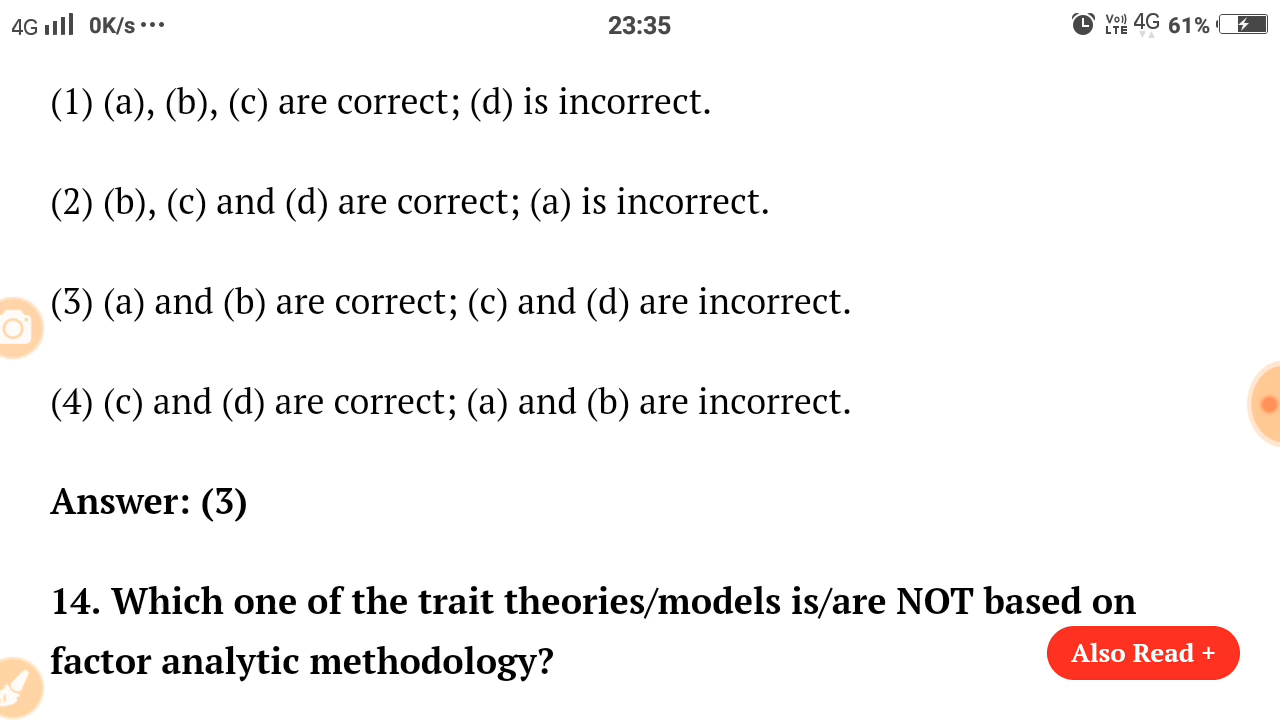 4G 0K/s ··· 23:35 Vo)) LTE 4G 61%
(1) (a), (b), (c) are correct; (d) is incorrect.
(2) (b), (c) and (d) are correct; (a) is incorrect.
(3) (a) and (b) are correct; (c) and (d) are incorrect.
(4) (c) and (d) are correct; (a) and (b) are incorrect.
Answer: (3)
14. Which one of the trait theories/models is/are NOT based on
factor analytic methodology?
Also Read +